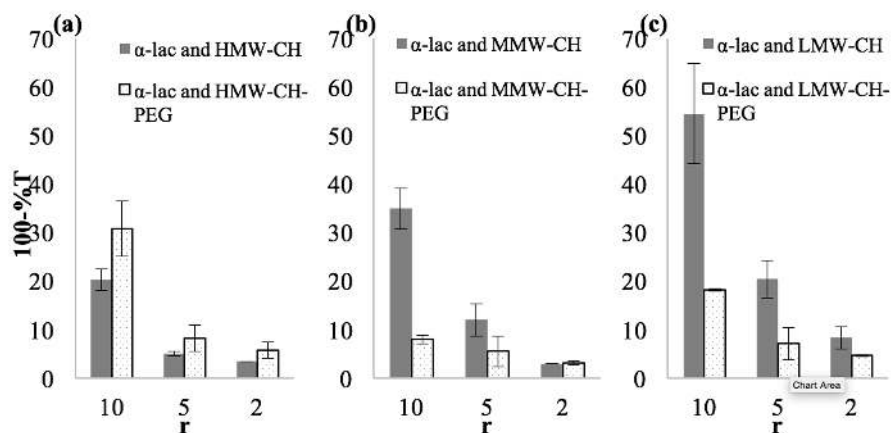 (a)
100-%T
70
60
50
40
30
20
10
0
α-lac and HMW-CH
α-lac and HMW-CH-
PEG
10 5 2
r
(b)
70
60
50
40
30
20
10
0
α-lac and MMW-CH
α-lac and MMW-CH-
PEG
10 5 2
r
(c)
70
60
50
40
30
20
10
0
α-lac and LMW-CH
α-lac and LMW-CH-
PEG
Chart Area
10 5 2
r